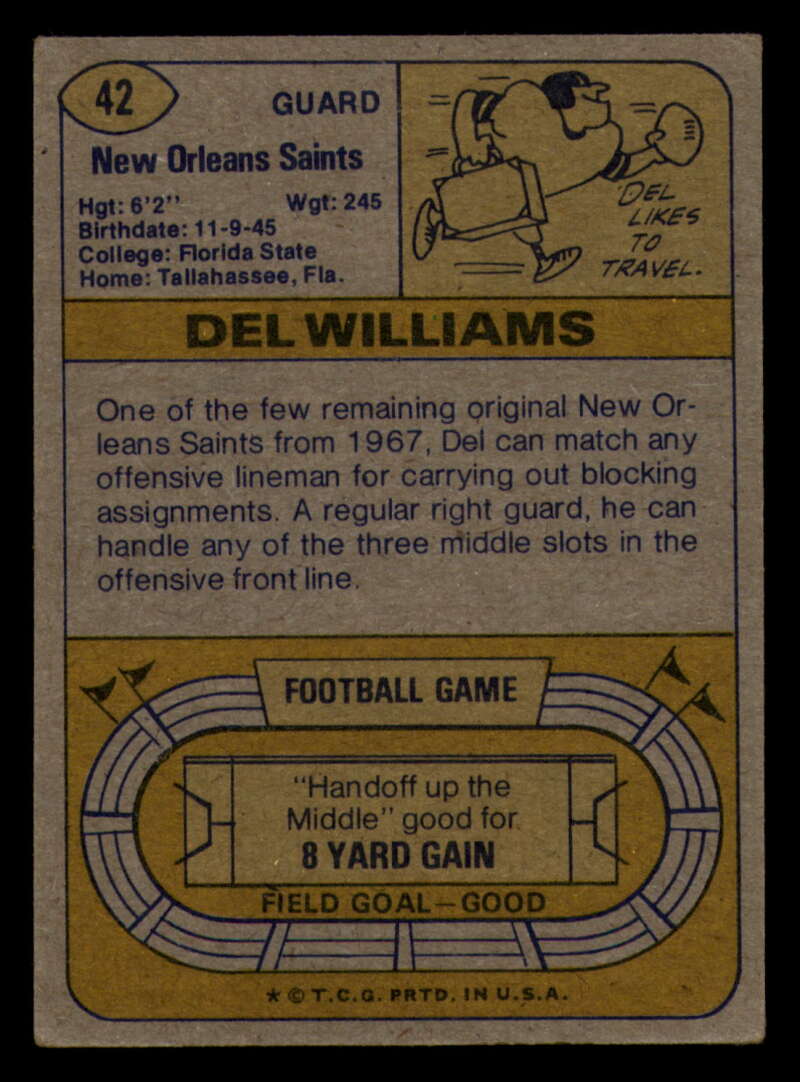 42
GUARD
New Orleans Saints
Hgt: 6'2" Wgt: 245
Birthdate: 11-9-45
College: Florida State
Home: Tallahassee, Fla.
DEL
LIKES
TO
TRAVEL.
DEL WILLIAMS
One of the few remaining original New Or-
leans Saints from 1967, Del can match any
offensive lineman for carrying out blocking
assignments. A regular right guard, he can
handle any of the three middle slots in the
offensive front line.
FOOTBALL GAME
"Handoff up the
Middle" good for
8 YARD GAIN
FIELD GOAL—GOOD
★ © T.C.G. PRTD. IN U.S.A.